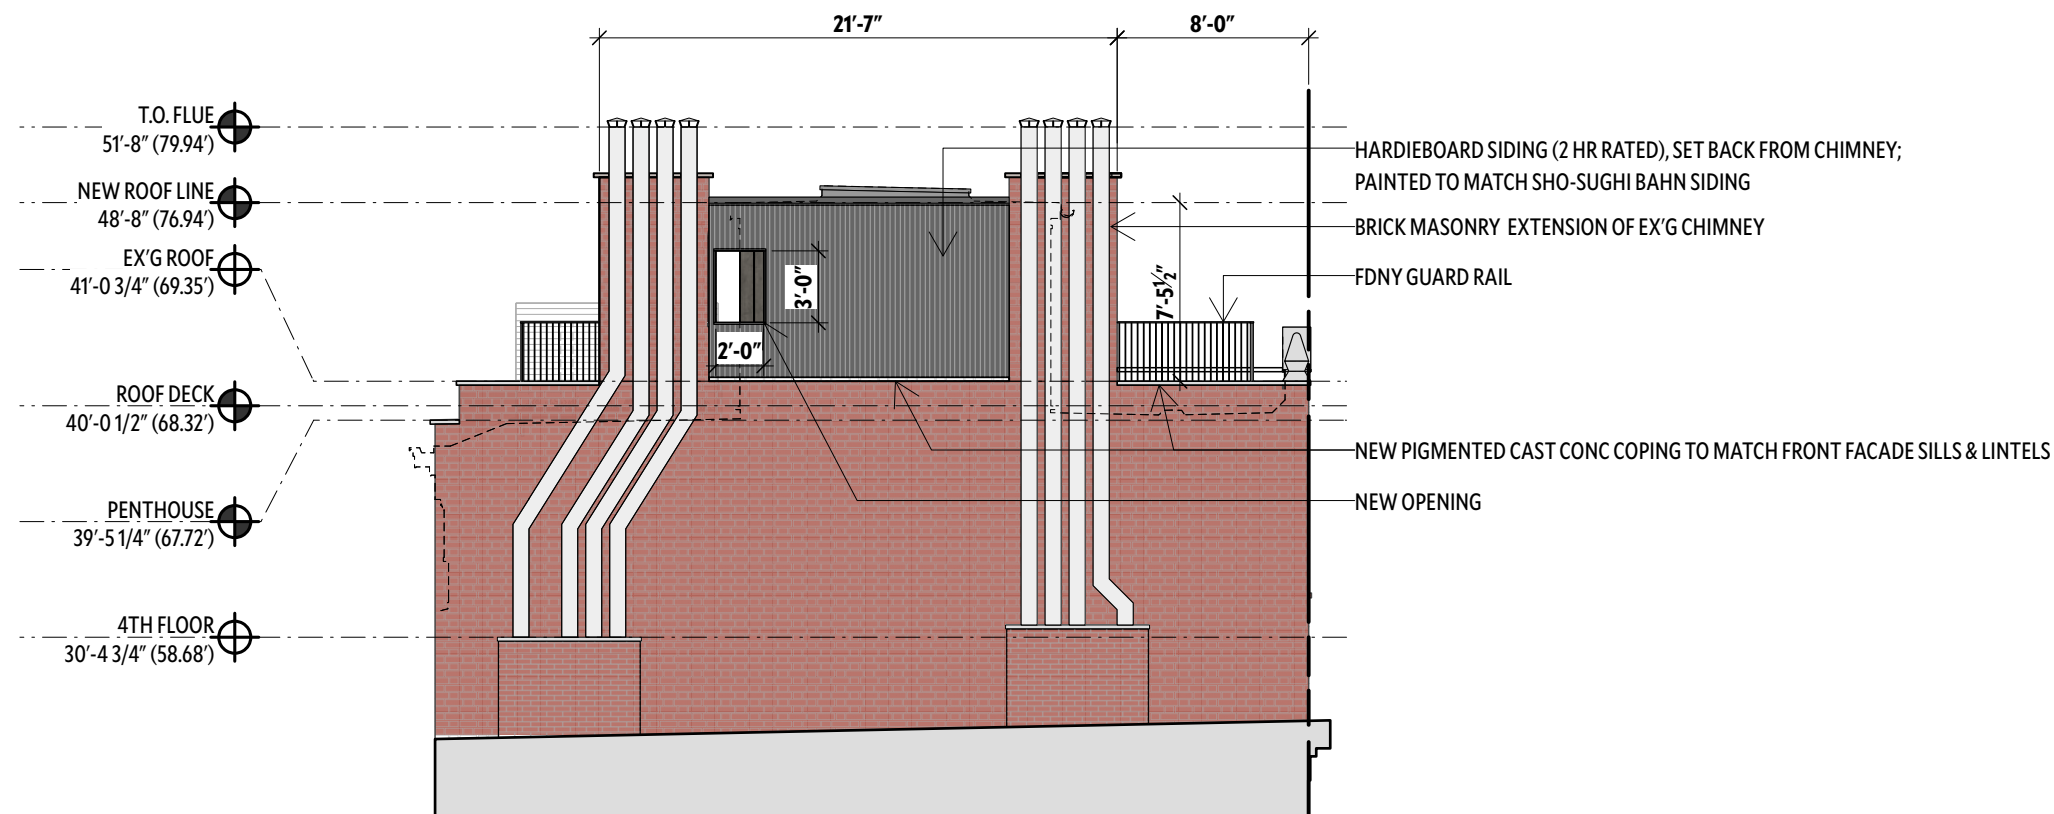 21'-7"
8'-0"
T.O. FLUE
51'-8" (79.94')
NEW ROOF LINE
48'-8" (76.94')
EX'G ROOF
41'-0 3/4" (69.35')
ROOF DECK
40'-0 1/2" (68.32')
PENTHOUSE
39'-5 1/4" (67.72')
4TH FLOOR
30'-4 3/4" (58.68')
3'-0"
2'-0"
7'-5½"
HARDIEBOARD SIDING (2 HR RATED), SET BACK FROM CHIMNEY;
PAINTED TO MATCH SHO-SUGHI BAHN SIDING
BRICK MASONRY EXTENSION OF EX'G CHIMNEY
FDNY GUARD RAIL
NEW PIGMENTED CAST CONC COPING TO MATCH FRONT FACADE SILLS & LINTELS
NEW OPENING